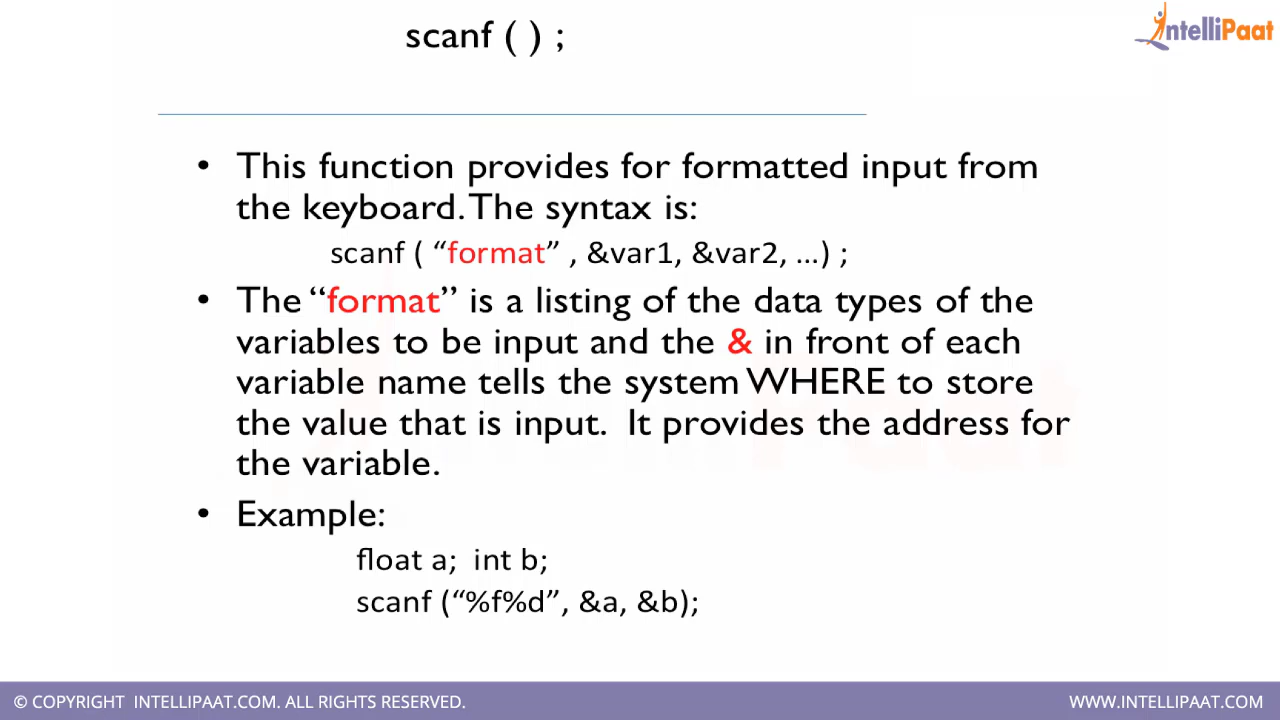 scanf ( ) ;
IntelliPaat
• This function provides for formatted input from
the keyboard. The syntax is:
scanf ( “format” , &var1, &var2, …) ;
• The “format” is a listing of the data types of the
variables to be input and the & in front of each
variable name tells the system WHERE to store
the value that is input. It provides the address for
the variable.
• Example:
float a; int b;
scanf (“%f%d”, &a, &b);
© COPYRIGHT INTELLIPAAT.COM. ALL RIGHTS RESERVED.
WWW.INTELLIPAAT.COM